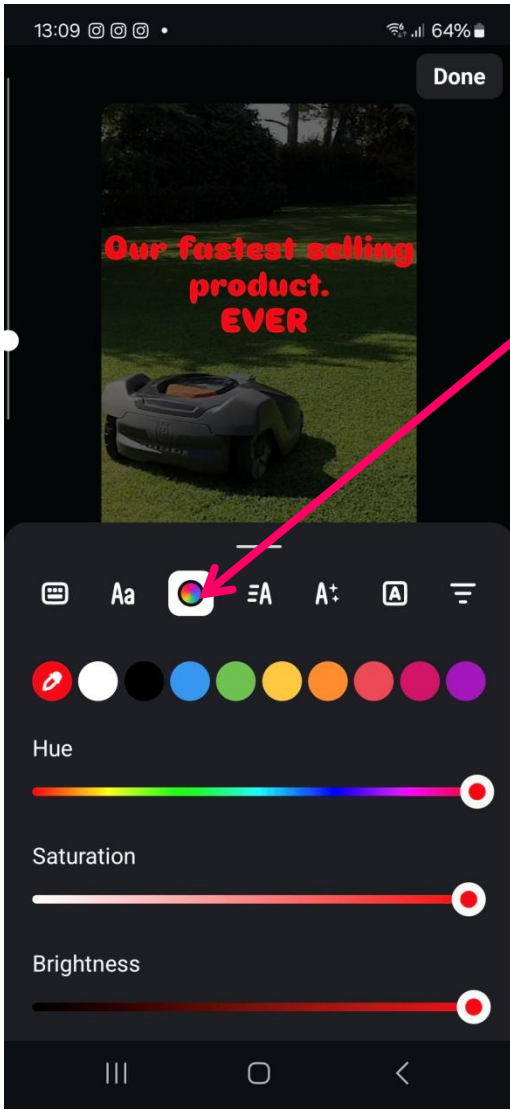 13:09
64%
Done
Our fastest selling
product.
EVER
Aa
A
A
A
Hue
Saturation
Brightness